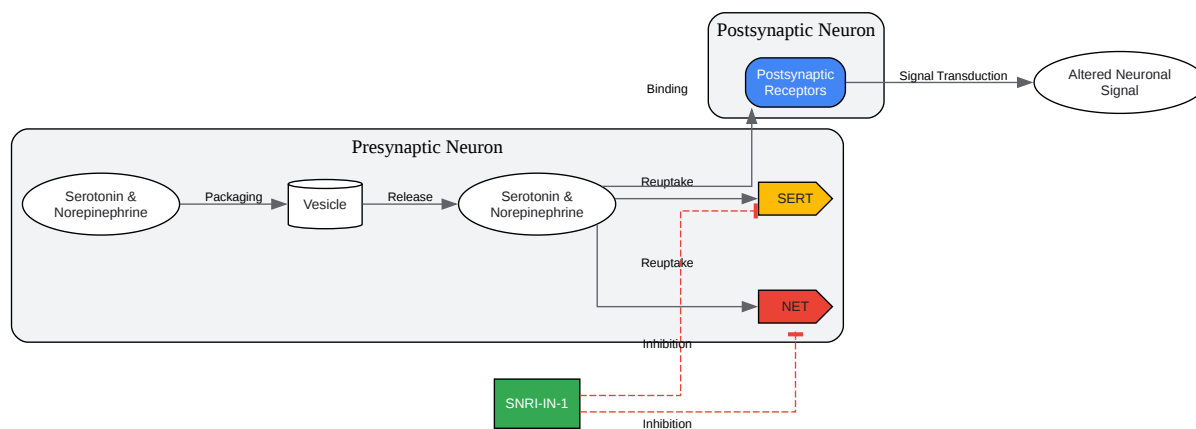 Postsynaptic Neuron
Postsynaptic
Receptors
Signal Transduction
Altered Neuronal
Signal
Binding
Presynaptic Neuron
Serotonin &
Norepinephrine
Packaging
Vesicle
Release
Serotonin &
Norepinephrine
Reuptake
SERT
Reuptake
NET
Inhibition
SNRI-IN-1
Inhibition